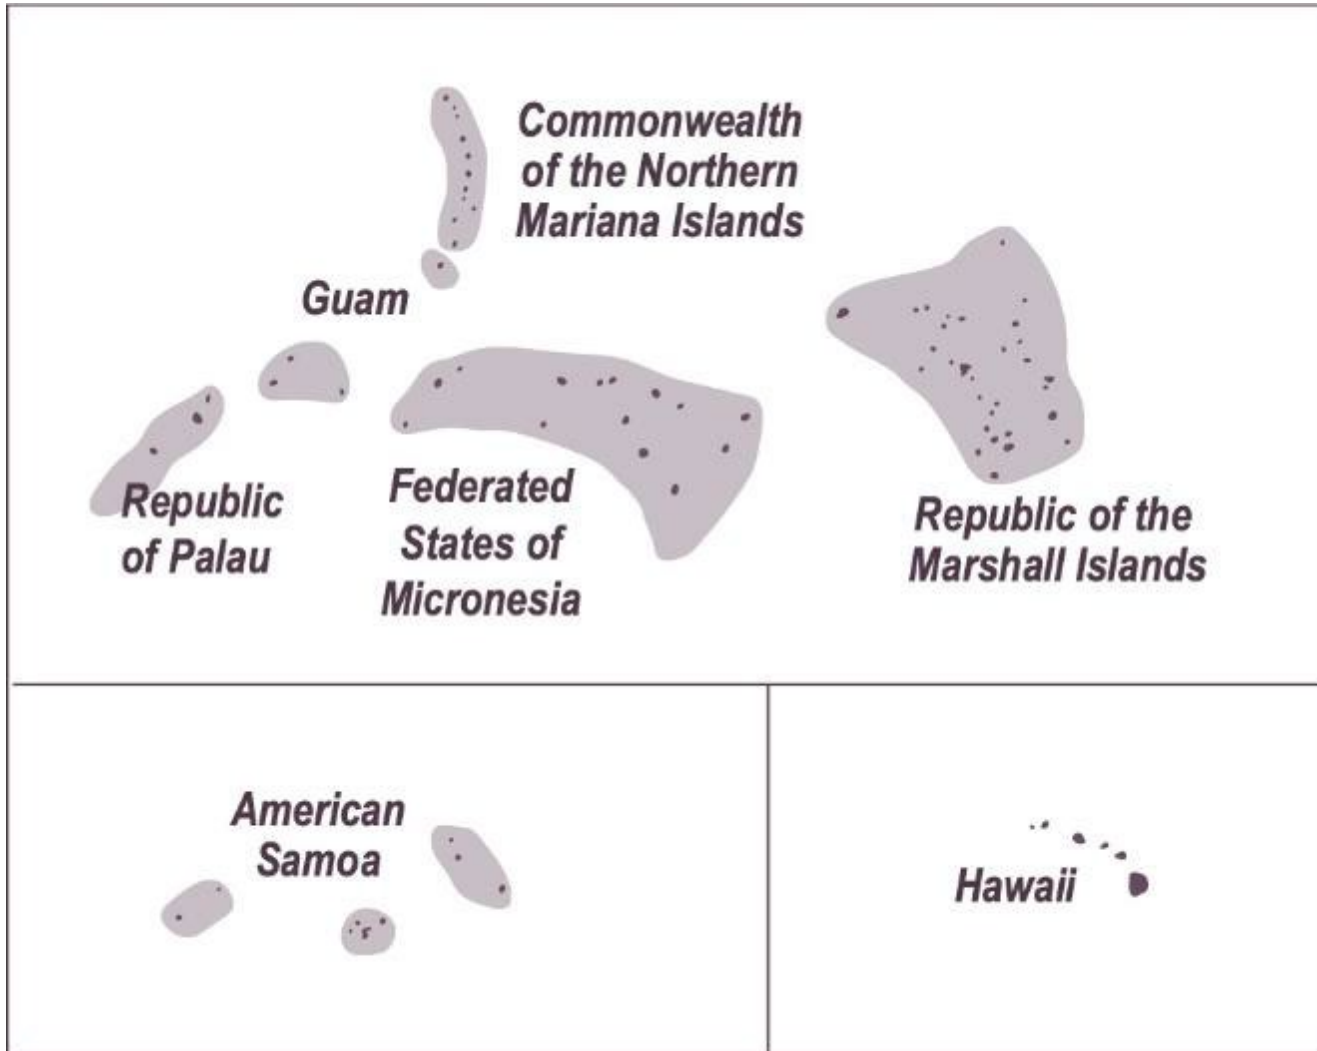 Commonwealth
of the Northern
Mariana Islands
Guam
Republic
of Palau
Federated
States of
Micronesia
Republic of the
Marshall Islands
American
Samoa
Hawaii